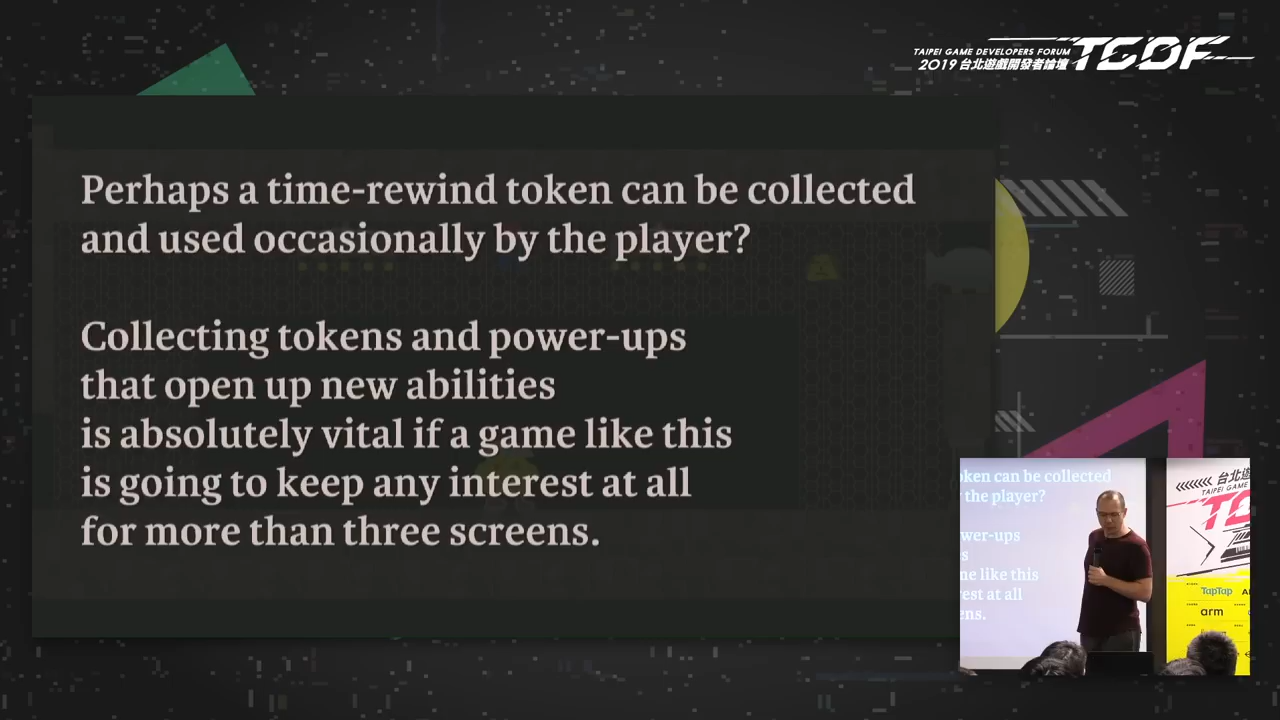 TAIPEI GAME DEVELOPERS FORUM
2019 台北遊戲開發者論壇
TGDF
Perhaps a time-rewind token can be collected
and used occasionally by the player?
Collecting tokens and power-ups
that open up new abilities
is absolutely vital if a game like this
is going to keep any interest at all
for more than three screens.
oken can be collected
the player?
wer-ups
s
ne like this
rest at all
ens.
台北遊
TAIPEI GAME
TapTap
arm